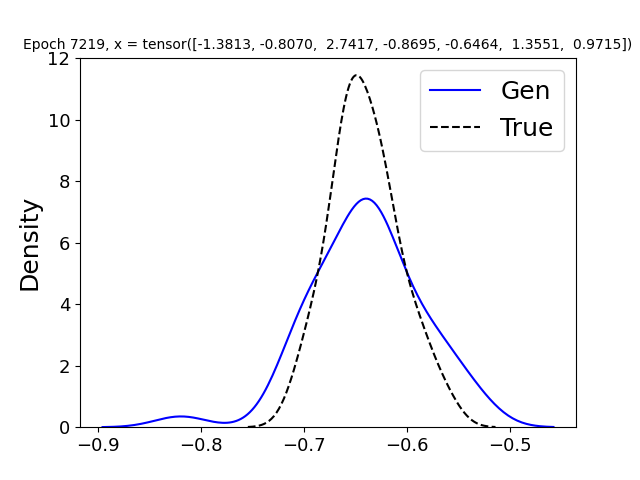 Epoch 7219, x = tensor([-1.3813, -0.8070,  2.7417, -0.8695, -0.6464,  1.3551,  0.9715])
12
10
8
6
4
2
0
Density
Gen
True
−0.9 −0.8 −0.7 −0.6 −0.5